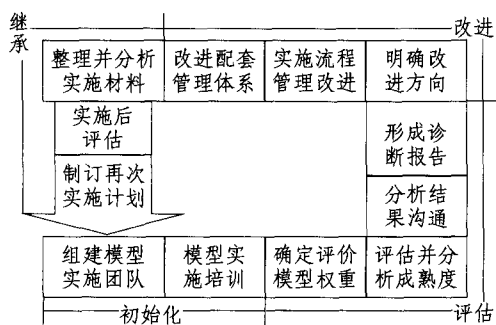 继承
改进
整理并分析
实施材料
改进配套
管理体系
实施流程
管理改进
明确改
进方向
实施后
评估
制订再次
实施计划
形成诊
断报告
分析结
果沟通
组建模型
实施团队
模型实
施培训
确定评价
模型权重
评估并分
析成熟度
初始化
评估